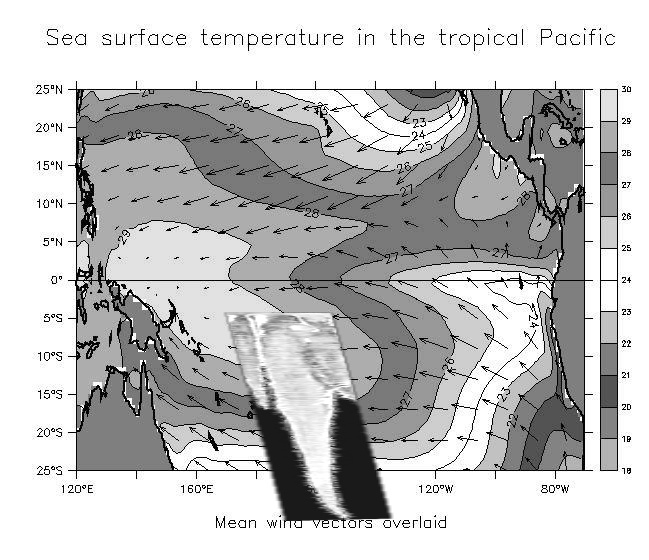 Sea surface temperature in the tropical Pacific
25°N
20°N
15°N
10°N
5°N
0°
5°S
10°S
15°S
20°S
25°S
120°E
160°E
120°W
80°W
26
26
25
27
28
23
24
25
26
27
28
28
29
27
27
28
26
27
24
23
22
30
29
28
27
26
25
24
23
22
21
20
19
18
Mean wind vectors overlaid